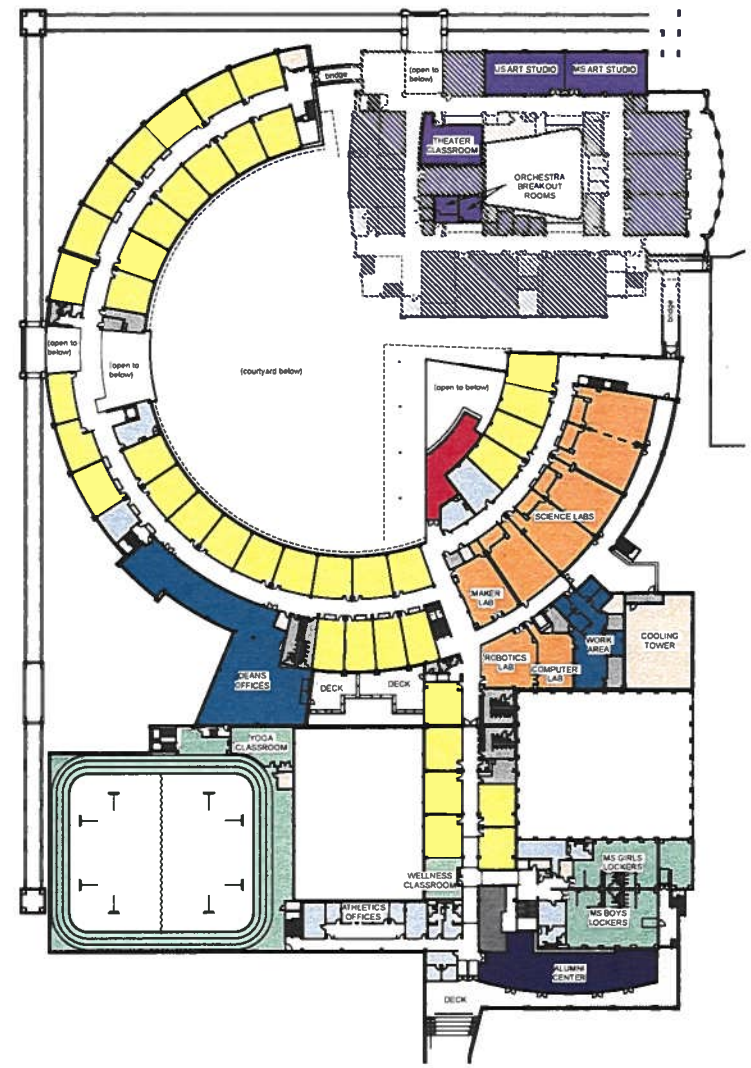 (open to
below)
US ART STUDIO
MS ART STUDIO
bridge
THEATER
CLASSROOM
ORCHESTRA
BREAKOUT
ROOMS
bridge
(open to
below)
(open to
below)
(courtyard below)
(open to below)
SCIENCE LABS
MAKER
LAB
ROBOTICS
LAB
COMPUTER
LAB
WORK
AREA
COOLING
TOWER
DEANS
OFFICES
DECK
DECK
YOGA
CLASSROOM
WELLNESS
CLASSROOM
MS GIRLS
LOCKERS
ATHLETICS
OFFICES
MS BOYS
LOCKERS
ALUMNI
CENTER
DECK